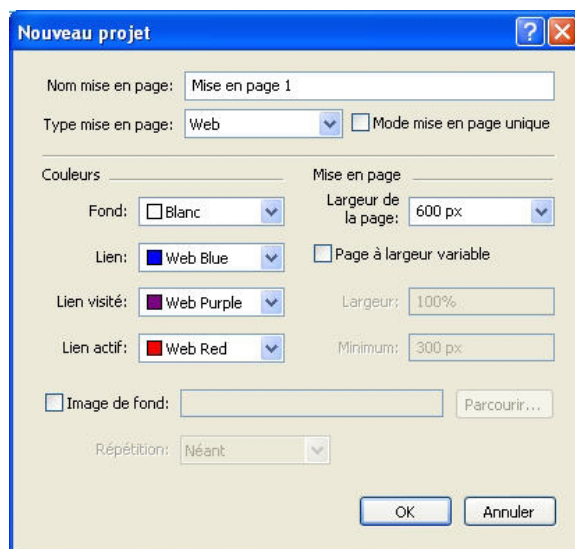 Nouveau projet
Nom mise en page: Mise en page 1
Type mise en page: Web Mode mise en page unique
Couleurs Mise en page
Fond: Blanc Largeur de la page: 600 px
Lien: Web Blue Page à largeur variable
Lien visité: Web Purple Largeur: 100%
Lien actif: Web Red Minimum: 300 px
Image de fond: Parcourir...
Répétition: Néant
OK Annuler